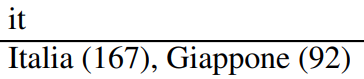 it
Italia (167), Giappone (92)